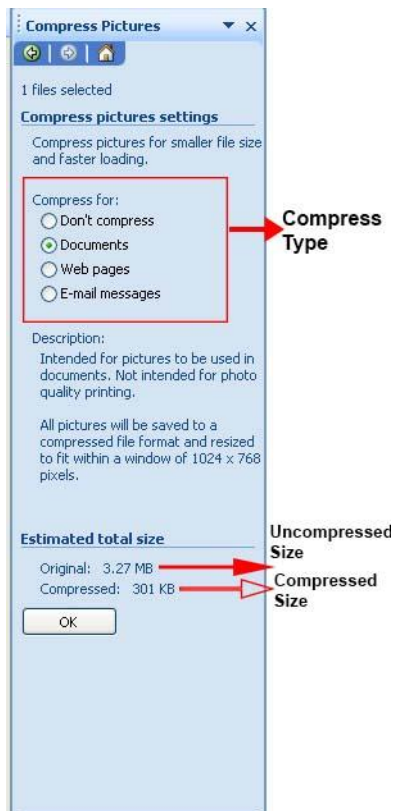 Compress Pictures
1 files selected
Compress pictures settings
Compress pictures for smaller file size
and faster loading.
Compress for:
Don't compress
Documents
Web pages
E-mail messages
Compress
Type
Description:
Intended for pictures to be used in
documents. Not intended for photo
quality printing.
All pictures will be saved to a
compressed file format and resized
to fit within a window of 1024 x 768
pixels.
Estimated total size
Uncompressed
Size
Original: 3.27 MB
Compressed: 301 KB
Compressed
Size
OK